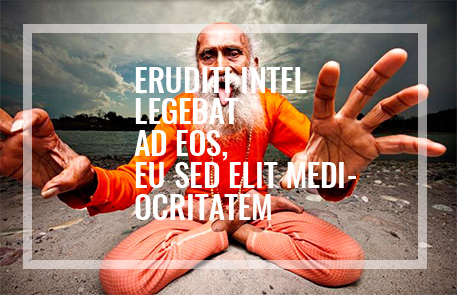 ERUDITI INTEL
LEGEBAT
AD EOS,
EU SED ELIT MEDI-
OCRITATEM